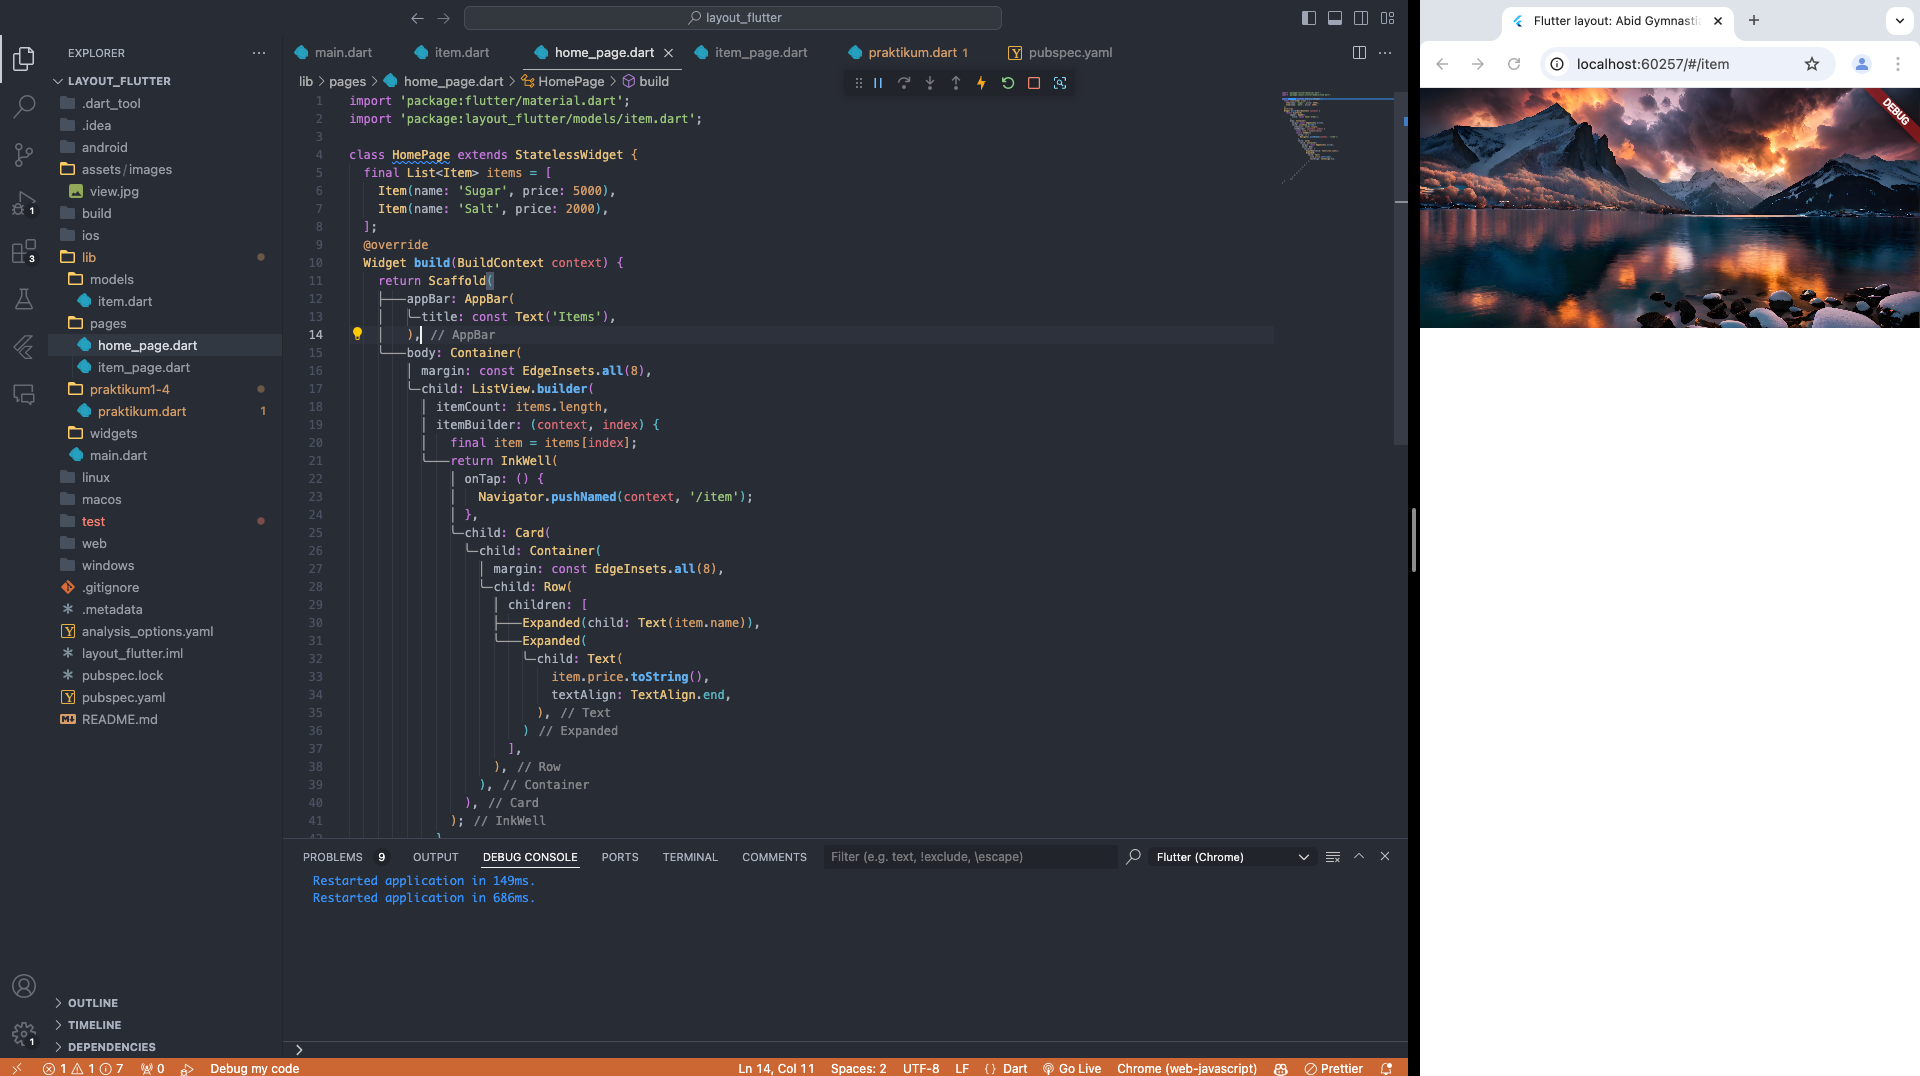 layout_flutter
EXPLORER
LAYOUT_FLUTTER
.dart_tool
.idea
android
assets / images
view.jpg
build
ios
lib
models
item.dart
pages
home_page.dart
item_page.dart
praktikum1-4
praktikum.dart 1
widgets
main.dart
linux
macos
test
web
windows
.gitignore
.metadata
analysis_options.yaml
layout_flutter.iml
pubspec.lock
pubspec.yaml
README.md
OUTLINE
TIMELINE
DEPENDENCIES
1
3
1
main.dart item.dart home_page.dart item_page.dart praktikum.dart 1 pubspec.yaml
lib > pages > home_page.dart > HomePage > build
1 import 'package:flutter/material.dart';
2 import 'package:layout_flutter/models/item.dart';
3
4 class HomePage extends StatelessWidget {
5 final List<Item> items = [
6 Item(name: 'Sugar', price: 5000),
7 Item(name: 'Salt', price: 2000),
8 ];
9 @override
10 Widget build(BuildContext context) {
11 return Scaffold(
12 appBar: AppBar(
13 title: const Text('Items'),
14 ), // AppBar
15 body: Container(
16 margin: const EdgeInsets.all(8),
17 child: ListView.builder(
18 itemCount: items.length,
19 itemBuilder: (context, index) {
20 final item = items[index];
21 return InkWell(
22 onTap: () {
23 Navigator.pushNamed(context, '/item');
24 },
25 child: Card(
26 child: Container(
27 margin: const EdgeInsets.all(8),
28 child: Row(
29 children: [
30 Expanded(child: Text(item.name)),
31 Expanded(
32 child: Text(
33 item.price.toString(),
34 textAlign: TextAlign.end,
35 ), // Text
36 ) // Expanded
37 ],
38 ), // Row
39 ), // Container
40 ), // Card
41 ); // InkWell
PROBLEMS 9 OUTPUT DEBUG CONSOLE PORTS TERMINAL COMMENTS Filter (e.g. text, !exclude, \escape) Flutter (Chrome)
Restarted application in 149ms.
Restarted application in 686ms.
1 1 7 0 Debug my code Ln 14, Col 11 Spaces: 2 UTF-8 LF {} Dart Go Live Chrome (web-javascript) Prettier
Flutter layout: Abid Gymnasti
localhost:60257/#/item
DEBUG